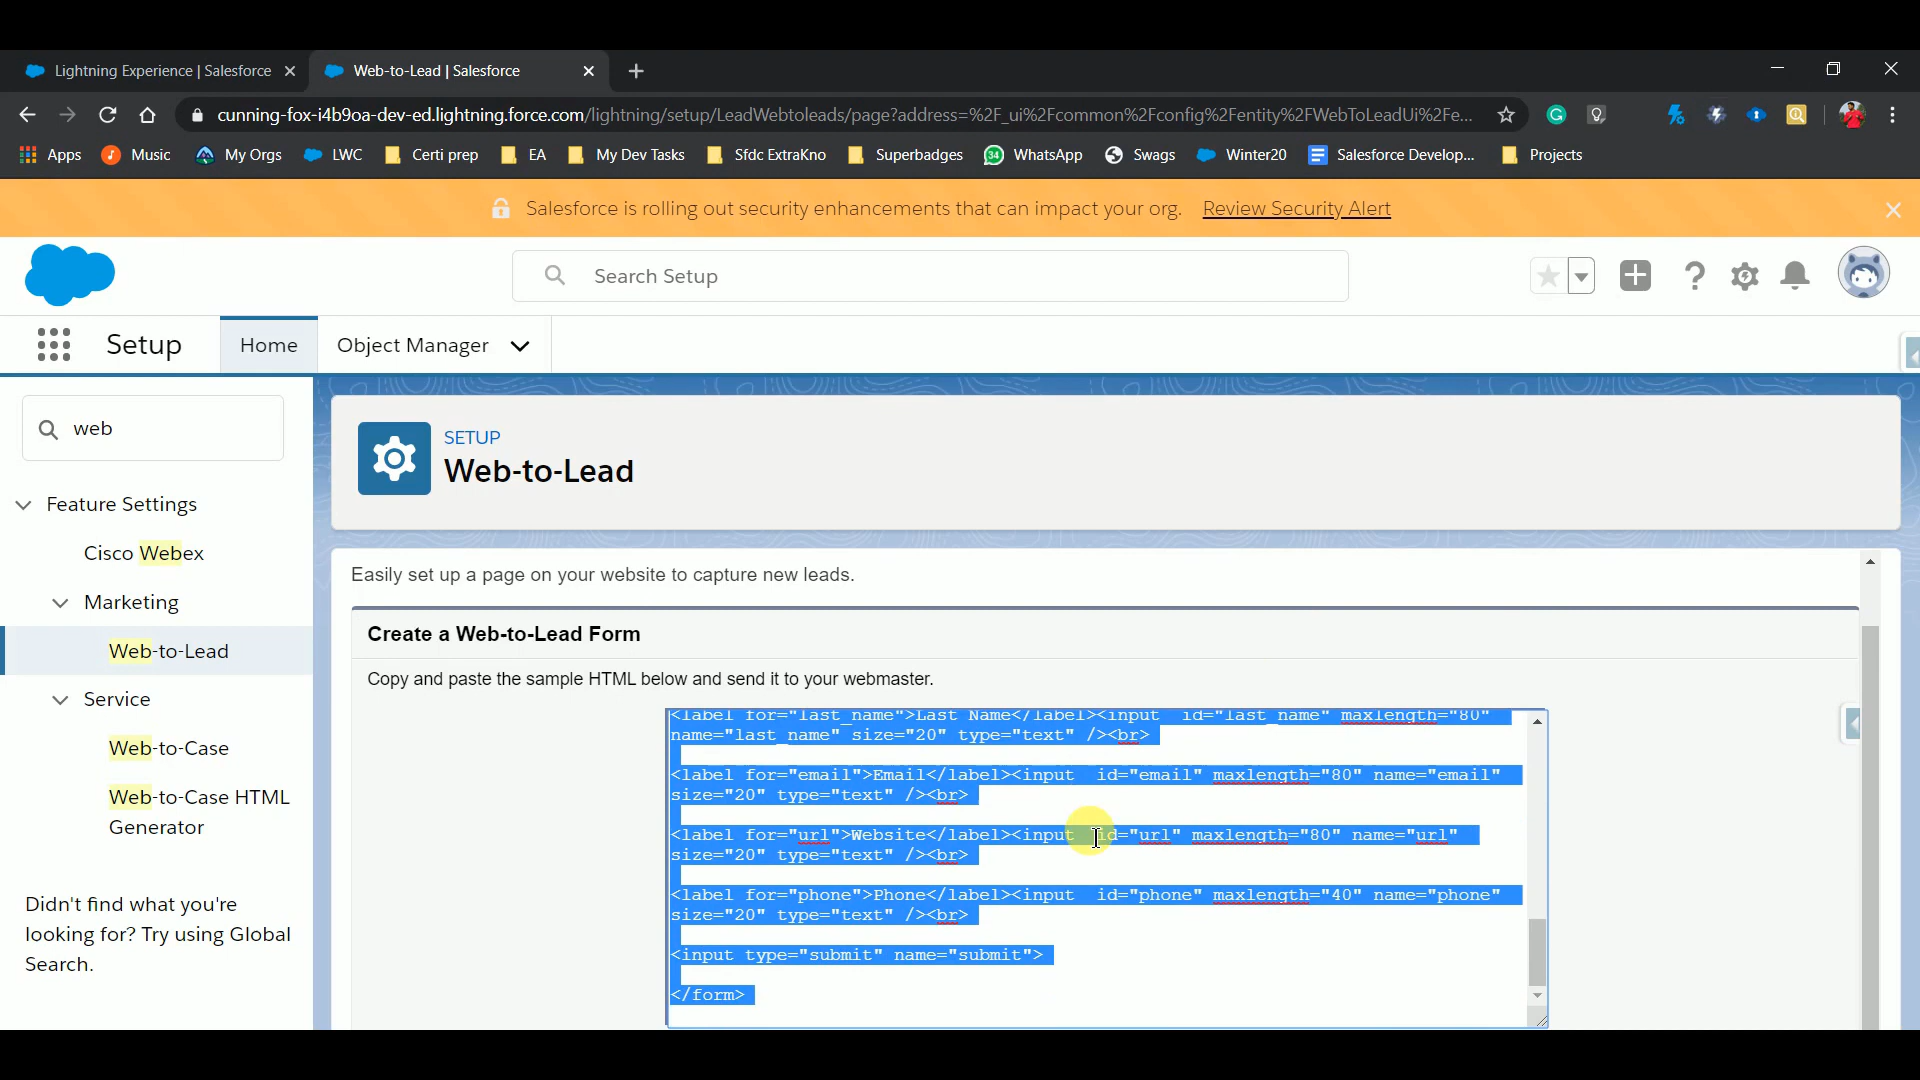 Lightning Experience | Salesforce
Web-to-Lead | Salesforce
cunning-fox-i4b9oa-dev-ed.lightning.force.com/lightning/setup/LeadWebtoleads/page?address=%2F_ui%2Fcommon%2Fconfig%2Fentity%2FWebToLeadUi%2Fe...
Apps Music My Orgs LWC Certi prep EA My Dev Tasks Sfdc ExtraKno Superbadges 34 WhatsApp Swags Winter20 Salesforce Develop... Projects
Salesforce is rolling out security enhancements that can impact your org. Review Security Alert
Search Setup
Setup Home Object Manager
web
Feature Settings
Cisco Webex
Marketing
Web-to-Lead
Service
Web-to-Case
Web-to-Case HTML
Generator
Didn't find what you're
looking for? Try using Global
Search.
SETUP
Web-to-Lead
Easily set up a page on your website to capture new leads.
Create a Web-to-Lead Form
Copy and paste the sample HTML below and send it to your webmaster.
<label for="last_name">Last Name</label><input  id="last_name" maxlength="80"
name="last_name" size="20" type="text" /><br>
<label for="email">Email</label><input  id="email" maxlength="80" name="email"
size="20" type="text" /><br>
<label for="url">Website</label><input  id="url" maxlength="80" name="url"
size="20" type="text" /><br>
<label for="phone">Phone</label><input  id="phone" maxlength="40" name="phone"
size="20" type="text" /><br>
<input type="submit" name="submit">
</form>